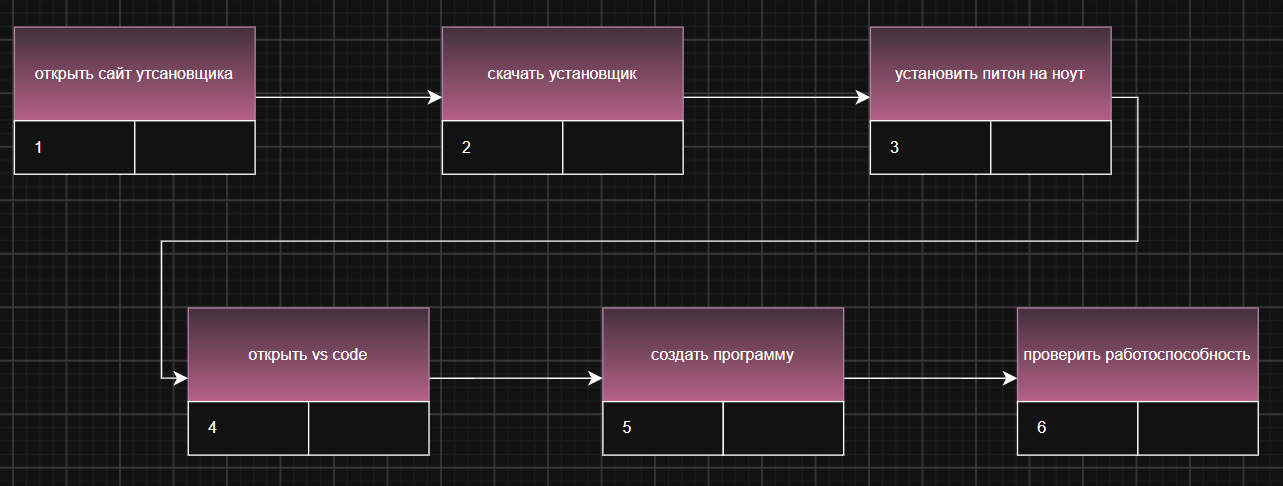 открыть сайт утсановщика
скачать установщик
установить питон на ноут
1
2
3
открыть vs code
создать программу
проверить работоспособность
4
5
6